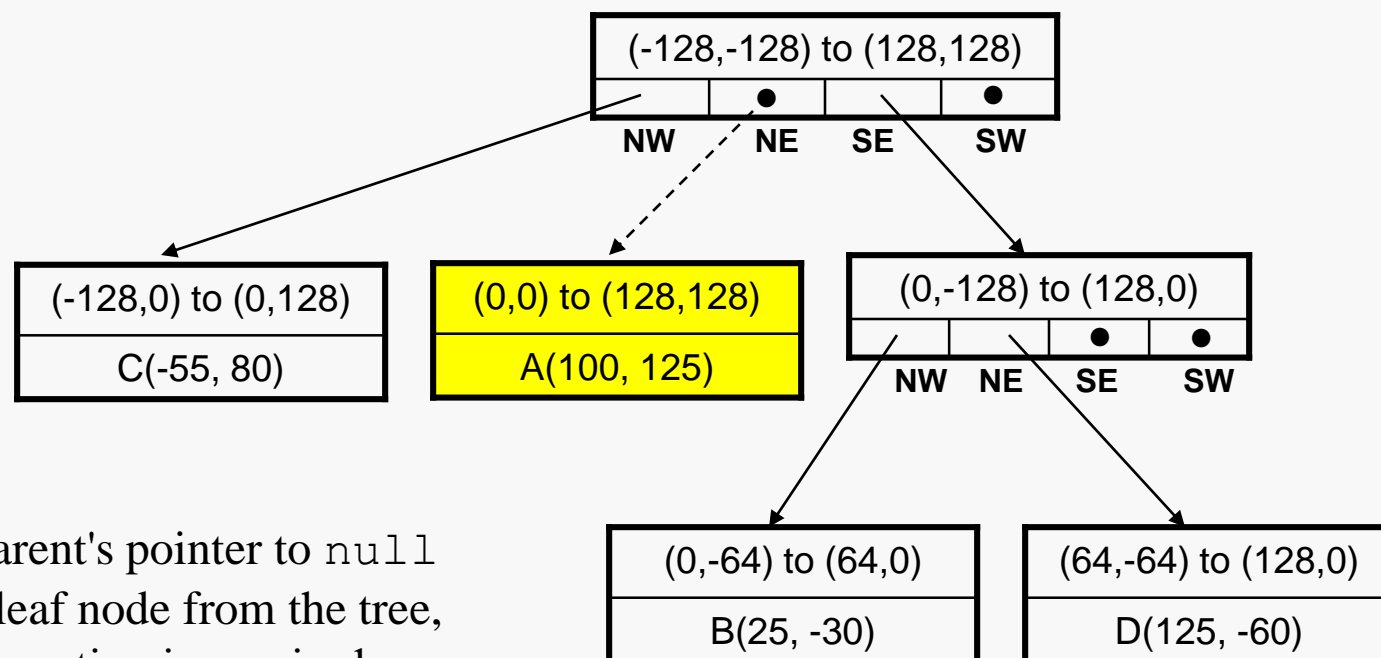 (-128,-128) to (128,128)
NW NE SE SW
(-128,0) to (0,128)
C(-55, 80)
(0,0) to (128,128)
A(100, 125)
(0,-128) to (128,0)
NW NE SE SW
arent's pointer to null
leaf node from the tree,
(0,-64) to (64,0)
B(25, -30)
(64,-64) to (128,0)
D(125, -60)